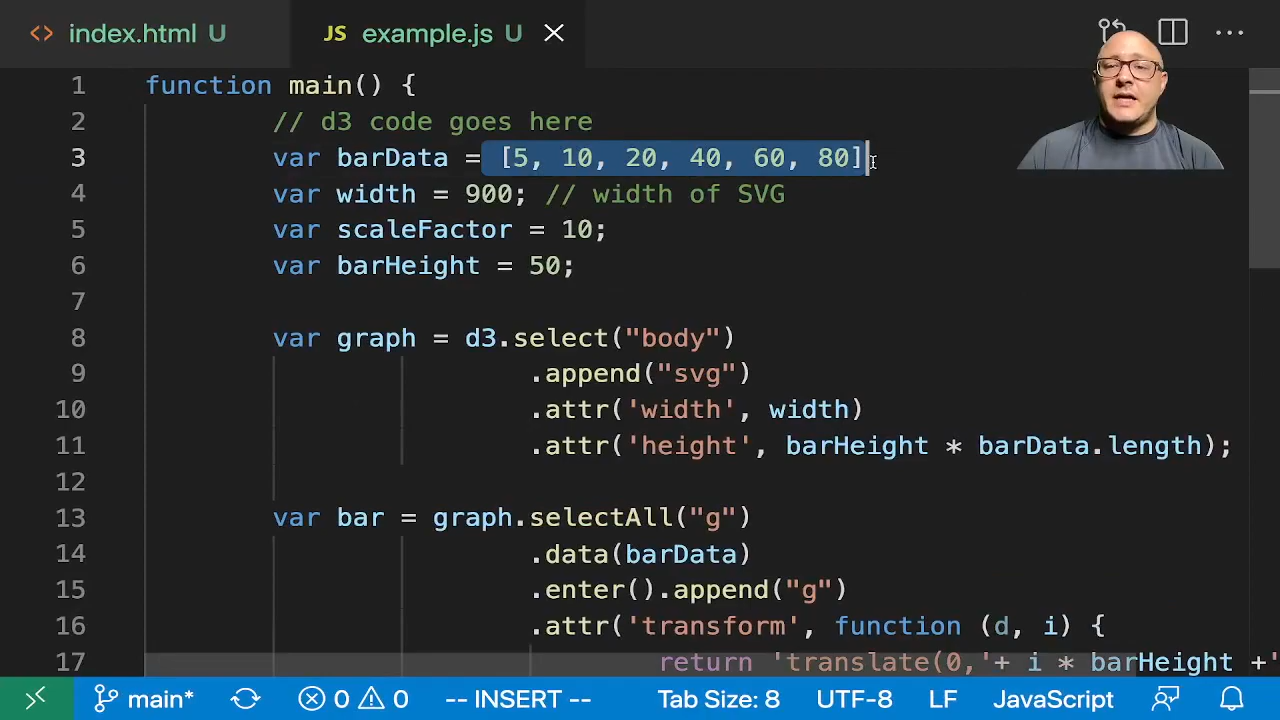 index.html U
JS example.js U
1 function main() {
2 // d3 code goes here
3 var barData = [5, 10, 20, 40, 60, 80]
4 var width = 900; // width of SVG
5 var scaleFactor = 10;
6 var barHeight = 50;
7
8 var graph = d3.select("body")
9 .append("svg")
10 .attr('width', width)
11 .attr('height', barHeight * barData.length);
12
13 var bar = graph.selectAll("g")
14 .data(barData)
15 .enter().append("g")
16 .attr('transform', function (d, i) {
17 return 'translate(0,'+ i * barHeight +'
main* 0 0 -- INSERT -- Tab Size: 8 UTF-8 LF JavaScript